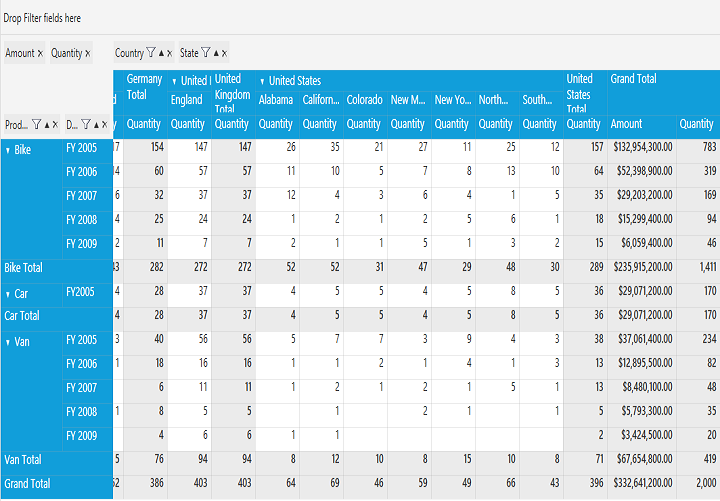 Drop Filter fields here
Amount Quantity Country State
Germany Total United United Kingdom Total United States United States Total Grand Total
England Alabama Californ... Colorado New M... New Yo... North... South...
Prod... D... Quantity Quantity Quantity Quantity Quantity Quantity Quantity Quantity Quantity Quantity Quantity Amount Quantity
Bike FY 2005 154 147 147 26 35 21 27 11 25 12 157 $132,954,300.00 783
FY 2006 60 57 57 11 10 5 7 8 13 10 64 $52,398,900.00 319
FY 2007 6 32 37 37 12 4 3 6 4 1 5 35 $29,203,200.00 169
FY 2008 4 25 24 24 1 2 1 2 5 6 1 18 $15,299,400.00 94
FY 2009 2 11 7 7 2 1 1 5 1 3 2 15 $6,059,400.00 46
Bike Total 282 272 272 52 52 31 47 29 48 30 289 $235,915,200.00 1,411
Car FY2005 4 28 37 37 4 5 5 4 5 8 5 36 $29,071,200.00 170
Car Total 4 28 37 37 4 5 5 4 5 8 5 36 $29,071,200.00 170
Van FY 2005 3 40 56 56 5 7 7 3 9 4 3 38 $37,061,400.00 234
FY 2006 1 18 16 16 1 1 2 1 4 1 3 13 $12,895,500.00 82
FY 2007 6 11 11 1 2 1 2 1 5 1 13 $8,480,100.00 48
FY 2008 1 8 5 5 1 2 1 1 5 $5,793,300.00 35
FY 2009 4 6 6 1 1 2 $3,424,500.00 20
Van Total 5 76 94 94 8 12 10 8 15 10 8 71 $67,654,800.00 419
Grand Total 386 403 403 64 69 46 59 49 66 43 396 $332,641,200.00 2,000